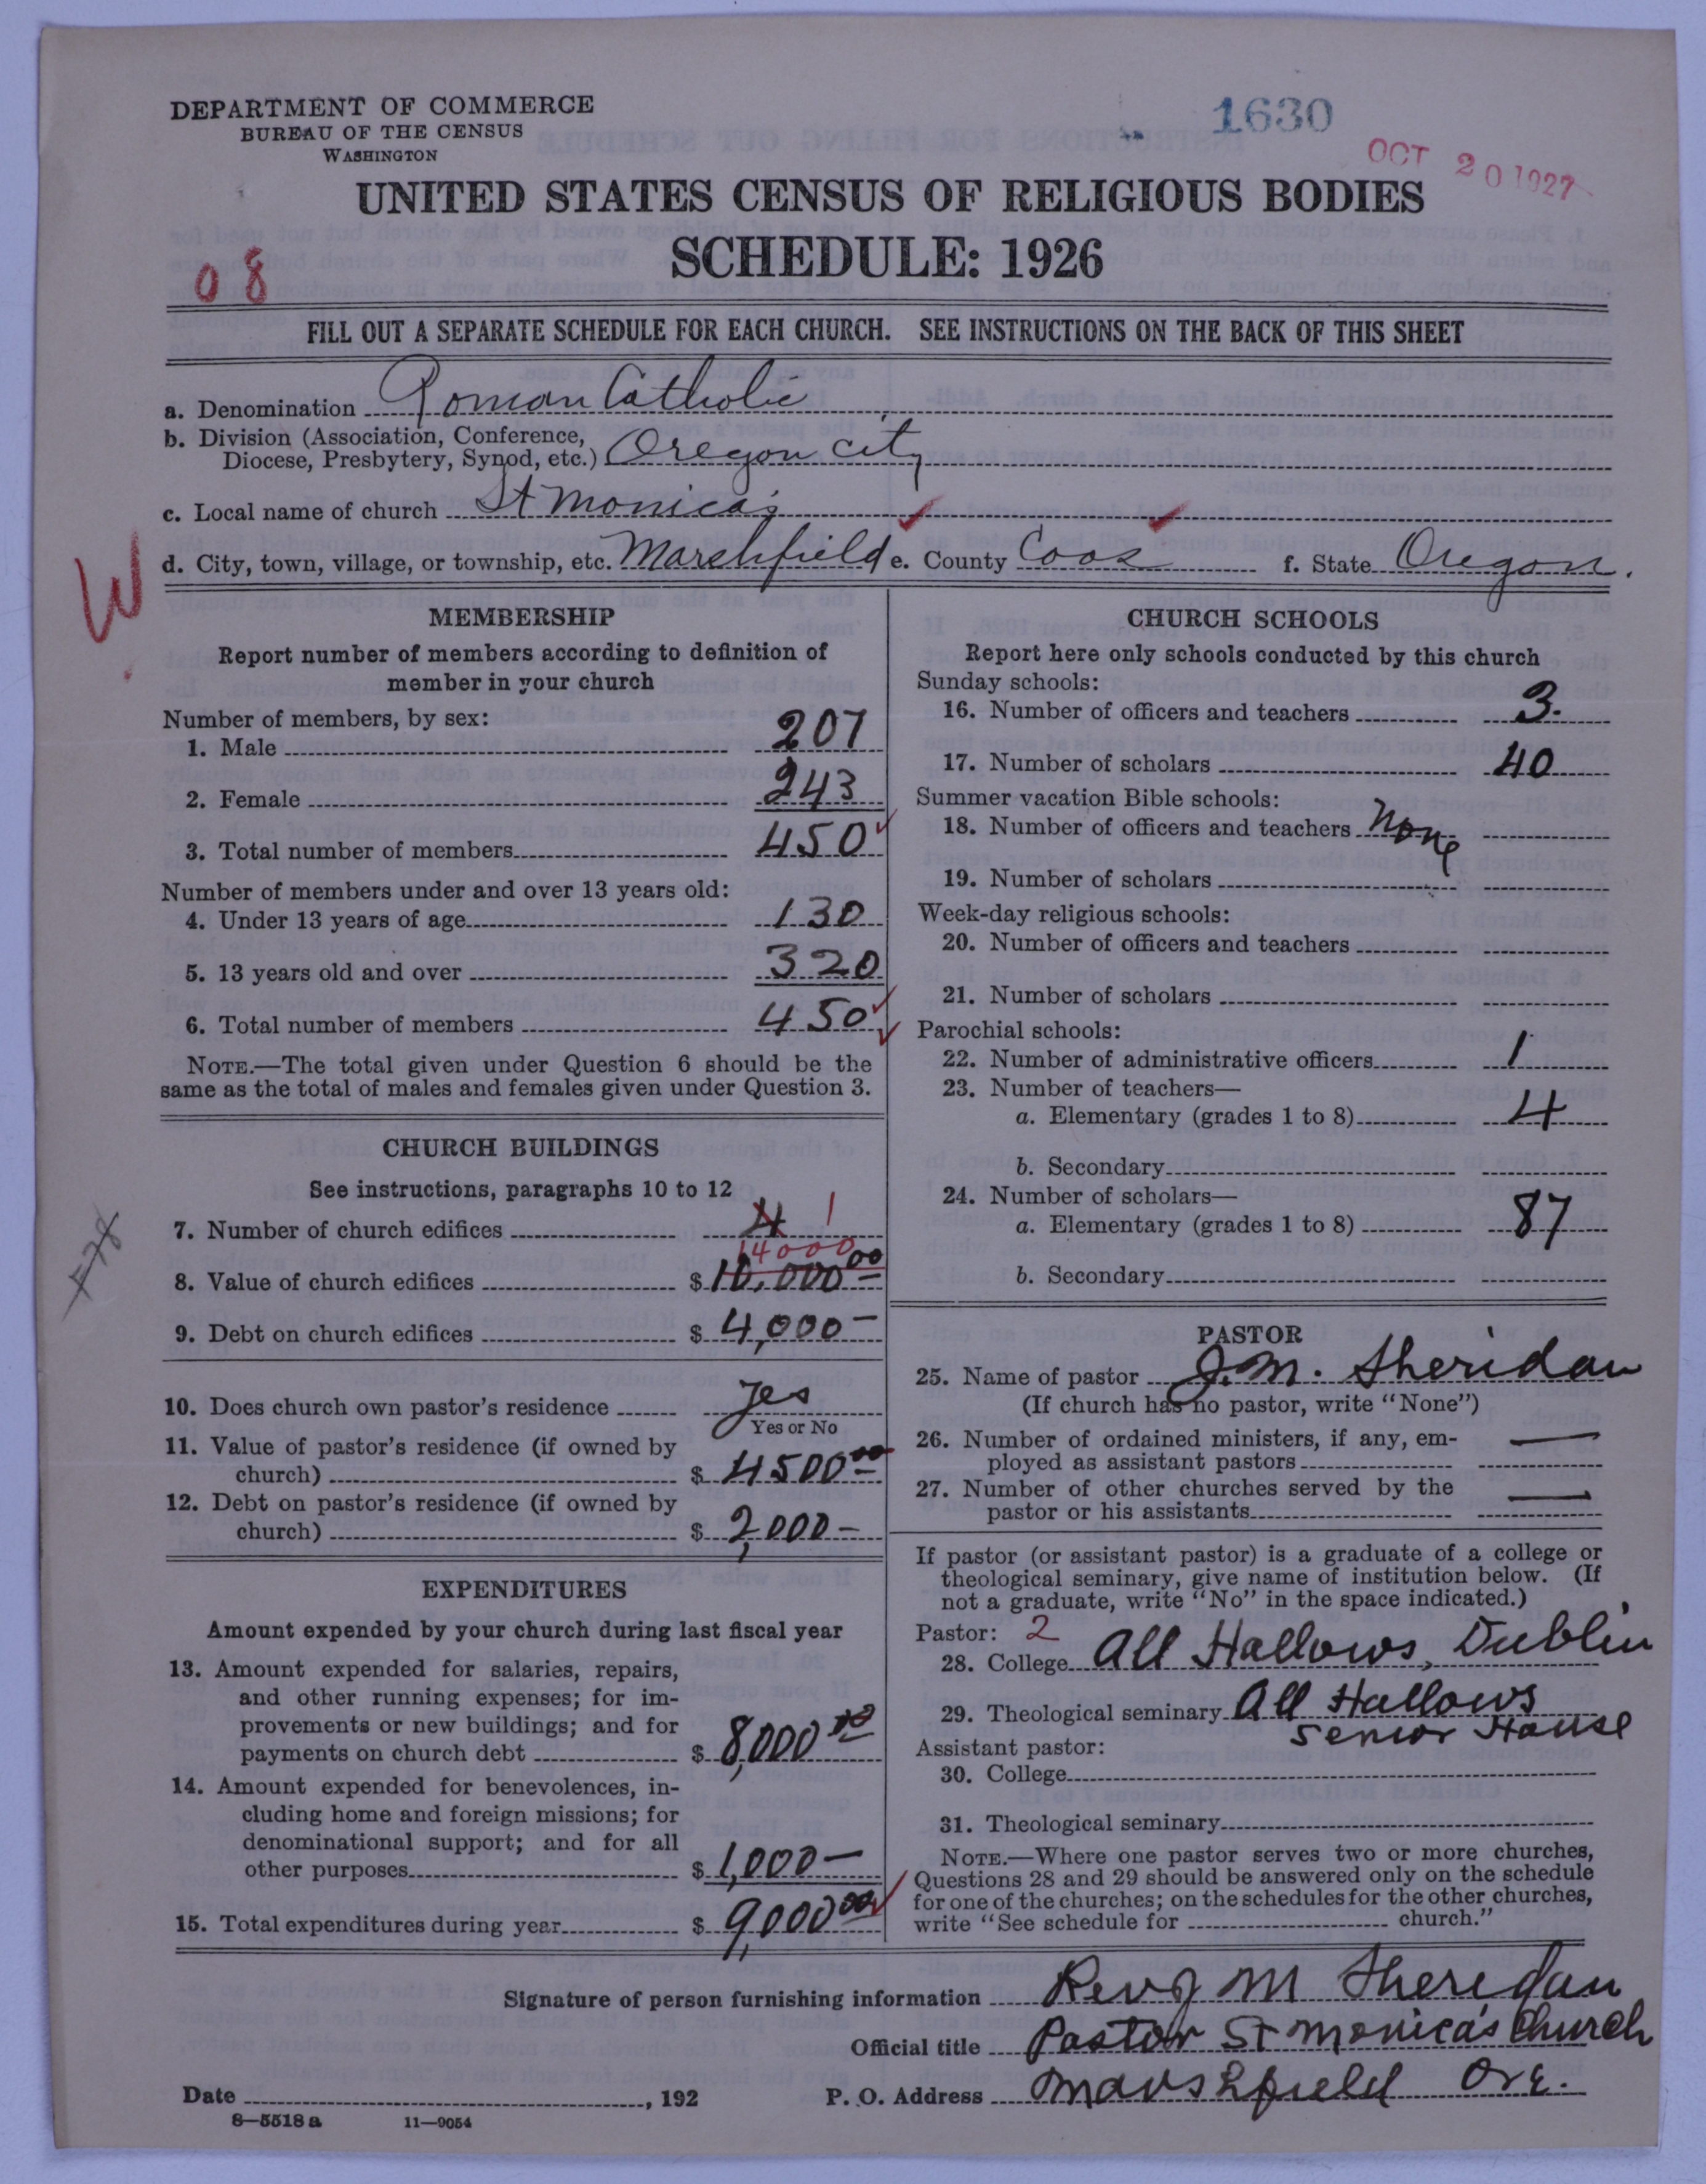 DEPARTMENT OF COMMERCE
BUREAU OF THE CENSUS
WASHINGTON
1630
OCT 20 1927
UNITED STATES CENSUS OF RELIGIOUS BODIES
SCHEDULE: 1926
08
FILL OUT A SEPARATE SCHEDULE FOR EACH CHURCH. SEE INSTRUCTIONS ON THE BACK OF THIS SHEET
a. Denomination Roman Catholic
b. Division (Association, Conference,
Diocese, Presbytery, Synod, etc.) Oregon City
c. Local name of church St Monica's
d. City, town, village, or township, etc. Marshfield e. County Coos f. State Oregon.
W
MEMBERSHIP
Report number of members according to definition of
member in your church
Number of members, by sex:
1. Male 207
2. Female 243
3. Total number of members 450
Number of members under and over 13 years old:
4. Under 13 years of age 130
5. 13 years old and over 320
6. Total number of members 450
NOTE.—The total given under Question 6 should be the
same as the total of males and females given under Question 3.
CHURCH BUILDINGS
See instructions, paragraphs 10 to 12
7. Number of church edifices 4 1
14000
8. Value of church edifices $10,000 00
9. Debt on church edifices $ 4,000—
10. Does church own pastor's residence Yes
Yes or No
11. Value of pastor's residence (if owned by
church) $ 4500 00
12. Debt on pastor's residence (if owned by
church) $ 2,000—
EXPENDITURES
Amount expended by your church during last fiscal year
13. Amount expended for salaries, repairs,
and other running expenses; for im-
provements or new buildings; and for
payments on church debt $ 8,000 00
14. Amount expended for benevolences, in-
cluding home and foreign missions; for
denominational support; and for all
other purposes $ 1,000—
15. Total expenditures during year $ 9,000 00
CHURCH SCHOOLS
Report here only schools conducted by this church
Sunday schools:
16. Number of officers and teachers 3.
17. Number of scholars 40
Summer vacation Bible schools:
18. Number of officers and teachers None
19. Number of scholars
Week-day religious schools:
20. Number of officers and teachers
21. Number of scholars
Parochial schools:
22. Number of administrative officers 1
23. Number of teachers—
a. Elementary (grades 1 to 8) 4
b. Secondary
24. Number of scholars—
a. Elementary (grades 1 to 8) 87
b. Secondary
PASTOR
25. Name of pastor J. M. Sheridan
(If church has no pastor, write "None")
26. Number of ordained ministers, if any, em-
ployed as assistant pastors —
27. Number of other churches served by the
pastor or his assistants —
If pastor (or assistant pastor) is a graduate of a college or
theological seminary, give name of institution below. (If
not a graduate, write "No" in the space indicated.)
Pastor: 2
28. College All Hallows, Dublin
29. Theological seminary All Hallows
Senior House
Assistant pastor:
30. College
31. Theological seminary
NOTE.—Where one pastor serves two or more churches,
Questions 28 and 29 should be answered only on the schedule
for one of the churches; on the schedules for the other churches,
write "See schedule for church."
Signature of person furnishing information Rev J M Sheridan
Official title Pastor St Monica's Church
Date , 192 P. O. Address Marshfield Ore.
8—5518 a 11—9054